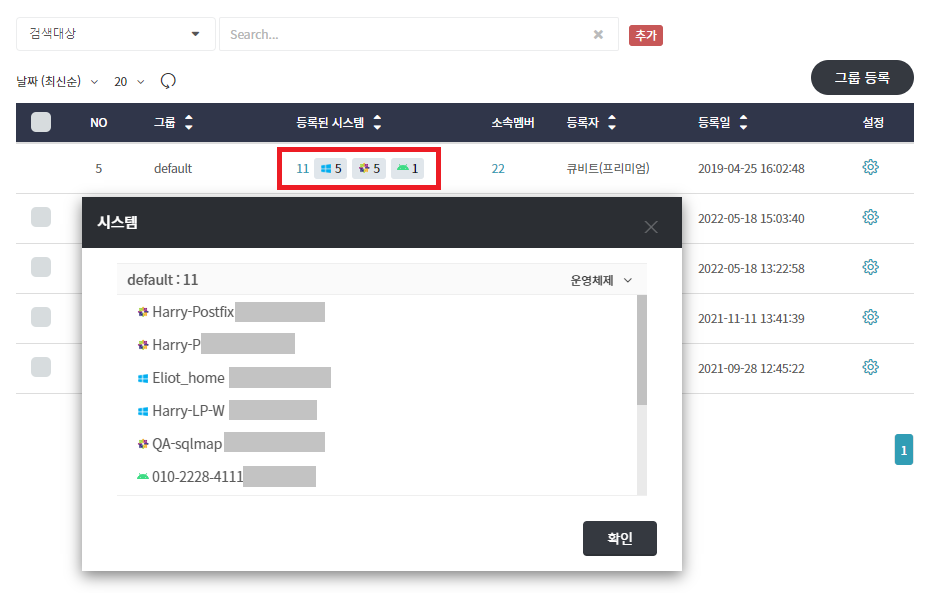 검색대상 Search... 추가
날짜 (최신순) 20 그룹 등록
NO 그룹 등록된 시스템 소속멤버 등록자 등록일 설정
5 default 11 5 5 1 22 큐비트(프리미엄) 2019-04-25 16:02:48
2022-05-18 15:03:40
2022-05-18 13:22:58
2021-11-11 13:41:39
2021-09-28 12:45:22
시스템
default : 11 운영체제
Harry-Postfix
Harry-P
Eliot_home
Harry-LP-W
QA-sqlmap
010-2228-4111
확인
1